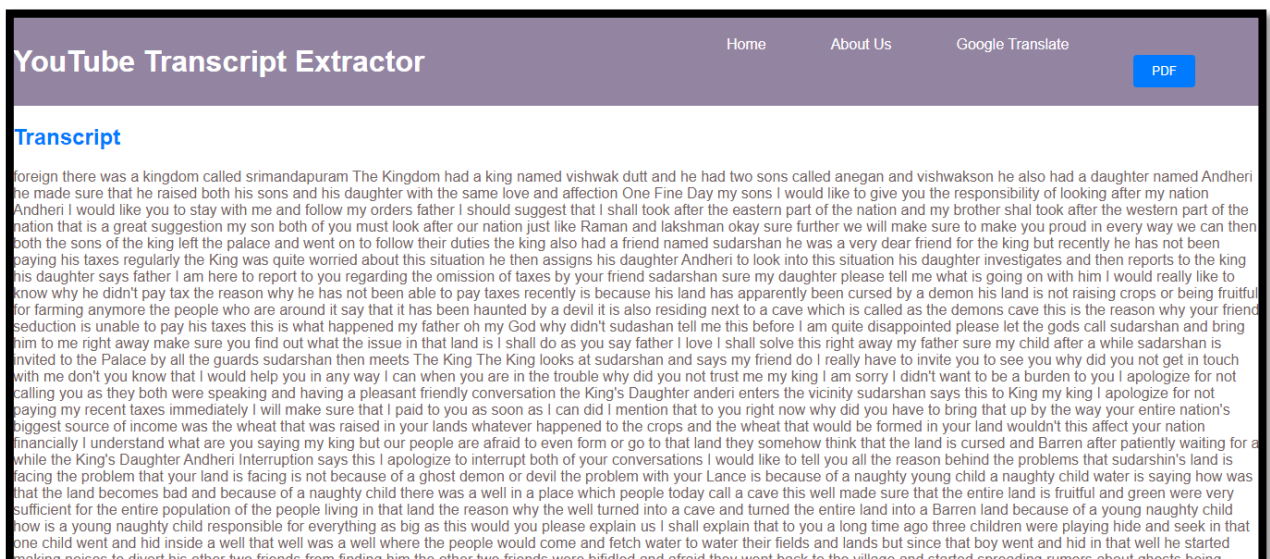 YouTube Transcript Extractor
Home
About Us
Google Translate
PDF
Transcript
foreign there was a kingdom called srimandapuram The Kingdom had a king named vishwak dutt and he had two sons called anegan and vishwakson he also had a daughter named Andheri
he made sure that he raised both his sons and his daughter with the same love and affection One Fine Day my sons I would like to give you the responsibility of looking after my nation
Andheri I would like you to stay with me and follow my orders father I should suggest that I shall took after the eastern part of the nation and my brother shal took after the western part of the
nation that is a great suggestion my son both of you must look after our nation just like Raman and lakshman okay sure further we will make sure to make you proud in every way we can then
both the sons of the king left the palace and went on to follow their duties the king also had a friend named sudarshan he was a very dear friend for the king but recently he has not been
paying his taxes regularly the King was quite worried about this situation he then assigns his daughter Andheri to look into this situation his daughter investigates and then reports to the king
his daughter says father I am here to report to you regarding the omission of taxes by your friend sadarshan sure my daughter please tell me what is going on with him I would really like to
know why he didn't pay tax the reason why he has not been able to pay taxes recently is because his land has apparently been cursed by a demon his land is not raising crops or being fruitful
for farming anymore the people who are around it say that it has been haunted by a devil it is also residing next to a cave which is called as the demons cave this is the reason why your friend
seduction is unable to pay his taxes this is what happened my father oh my God why didn't sudashan tell me this before I am quite disappointed please let the gods call sudarshan and bring
him to me right away make sure you find out what the issue in that land is I shall do as you say father I love I shall solve this right away my father sure my child after a while sadarshan is
invited to the Palace by all the guards sudarshan then meets The King The King looks at sudarshan and says my friend do I really have to invite you to see you why did you not get in touch
with me don't you know that I would help you in any way I can when you are in the trouble why did you not trust me my king I am sorry I didn't want to be a burden to you I apologize for not
calling you as they both were speaking and having a pleasant friendly conversation the King's Daughter anderi enters the vicinity sudarshan says this to King my king I apologize for not
paying my recent taxes immediately I will make sure that I paid to you as soon as I can did I mention that to you right now why did you have to bring that up by the way your entire nation's
biggest source of income was the wheat that was raised in your lands whatever happened to the crops and the wheat that would be formed in your land wouldn't this affect your nation
financially I understand what are you saying my king but our people are afraid to even form or go to that land they somehow think that the land is cursed and Barren after patiently waiting for a
while the King's Daughter Andheri Interruption says this I apologize to interrupt both of your conversations I would like to tell you all the reason behind the problems that sudarshin's land is
facing the problem that your land is facing is not because of a ghost demon or devil the problem with your Lance is because of a naughty young child a naughty child water is saying how was
that the land becomes bad and because of a naughty child there was a well in a place which people today call a cave this well made sure that the entire land is fruitful and green were very
sufficient for the entire population of the people living in that land the reason why the well turned into a cave and turned the entire land into a Barren land because of a young naughty child
how is a young naughty child responsible for everything as big as this would you please explain us I shall explain that to you a long time ago three children were playing hide and seek in that
one child went and hid inside a well that well was a well where the people would come and fetch water to water their fields and lands but since that boy went and hid in that well he started
making noises to divert his other two friends from finding him the other two friends were bifidled and afraid they went back to the village and started spreading rumors about ghosts being